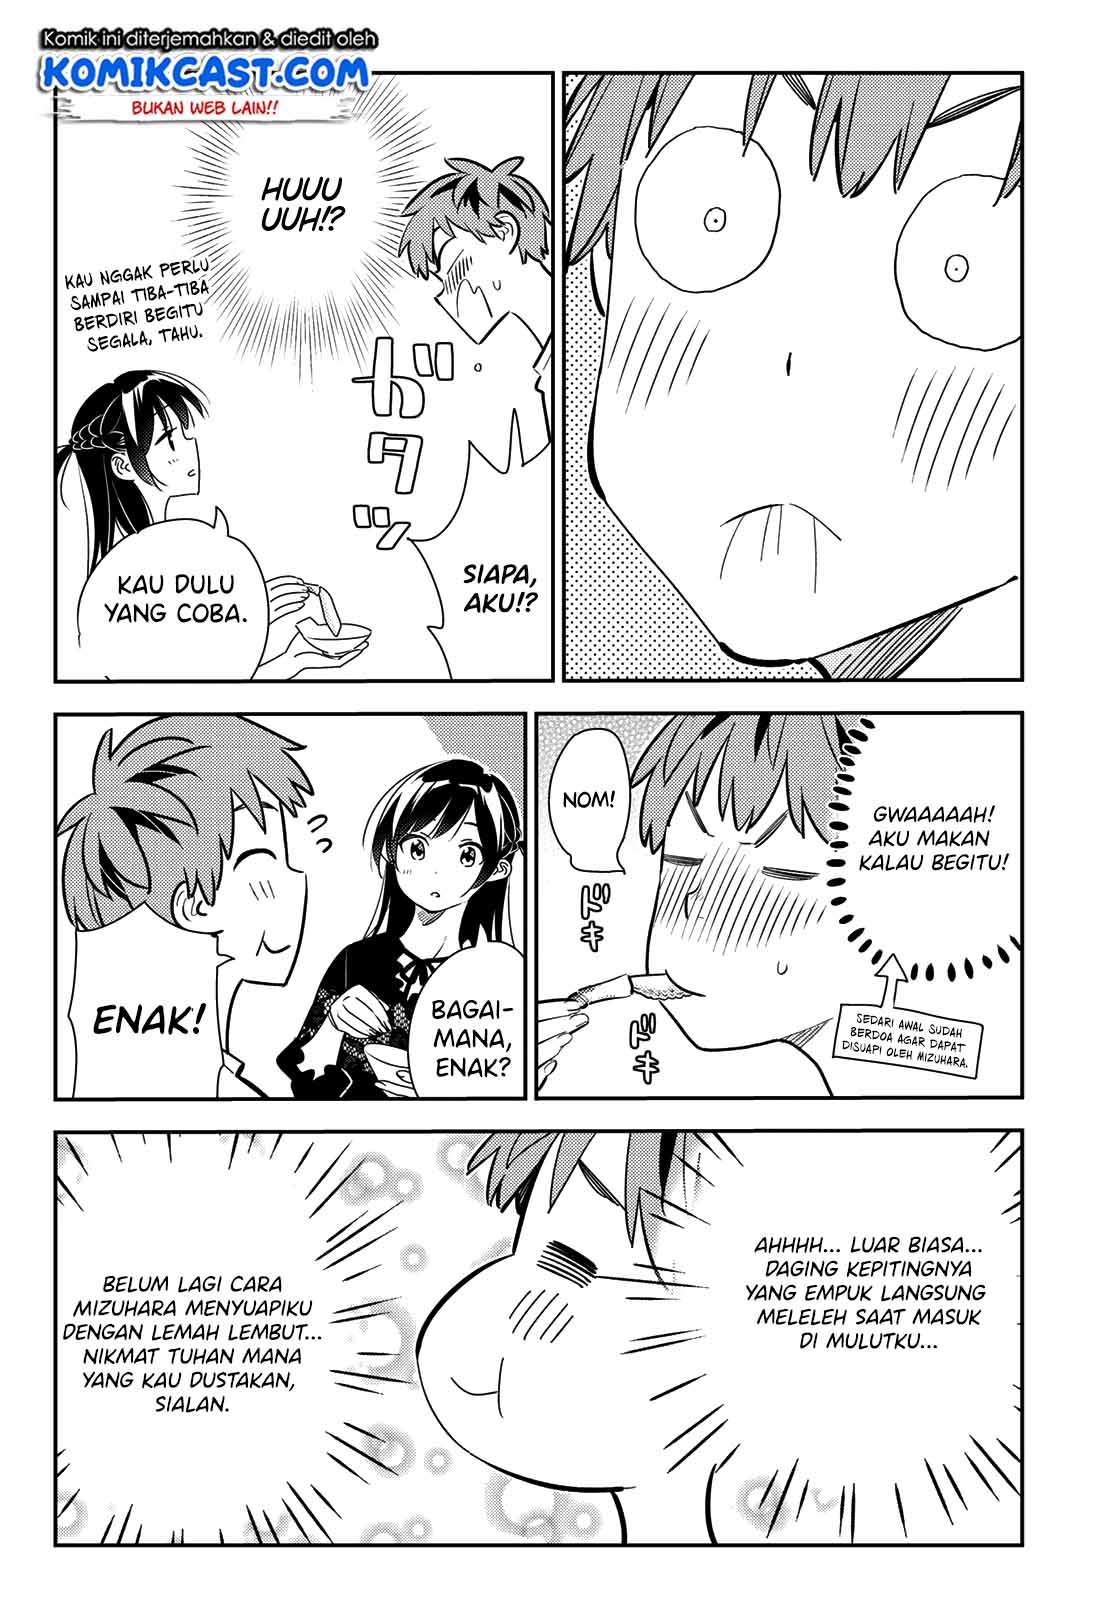 Komik ini diterjemahkan & diedit oleh
KOMIKCAST.COM
BUKAN WEB LAIN!!
HUUU
UUH!?
KAU NGGAK PERLU
SAMPAI TIBA-TIBA
BERDIRI BEGITU
SEGALA, TAHU.
ガタッ
SIAPA,
AKU!?
KAU DULU
YANG COBA.
GWAAAAAH!
AKU MAKAN
KALAU BEGITU!
SEDARI AWAL SUDAH
BERDOA AGAR DAPAT
DISUAPI OLEH MIZUHARA.
NOM!
ドキ
ドキ
BAGAI-
MANA,
ENAK?
ENAK!
AHHHH... LUAR BIASA...
DAGING KEPITINGNYA
YANG EMPUK LANGSUNG
MELELEH SAAT MASUK
DI MULUTKU...
BELUM LAGI CARA
MIZUHARA MENYUAPIKU
DENGAN LEMAH LEMBUT...
NIKMAT TUHAN MANA
YANG KAU DUSTAKAN,
SIALAN.